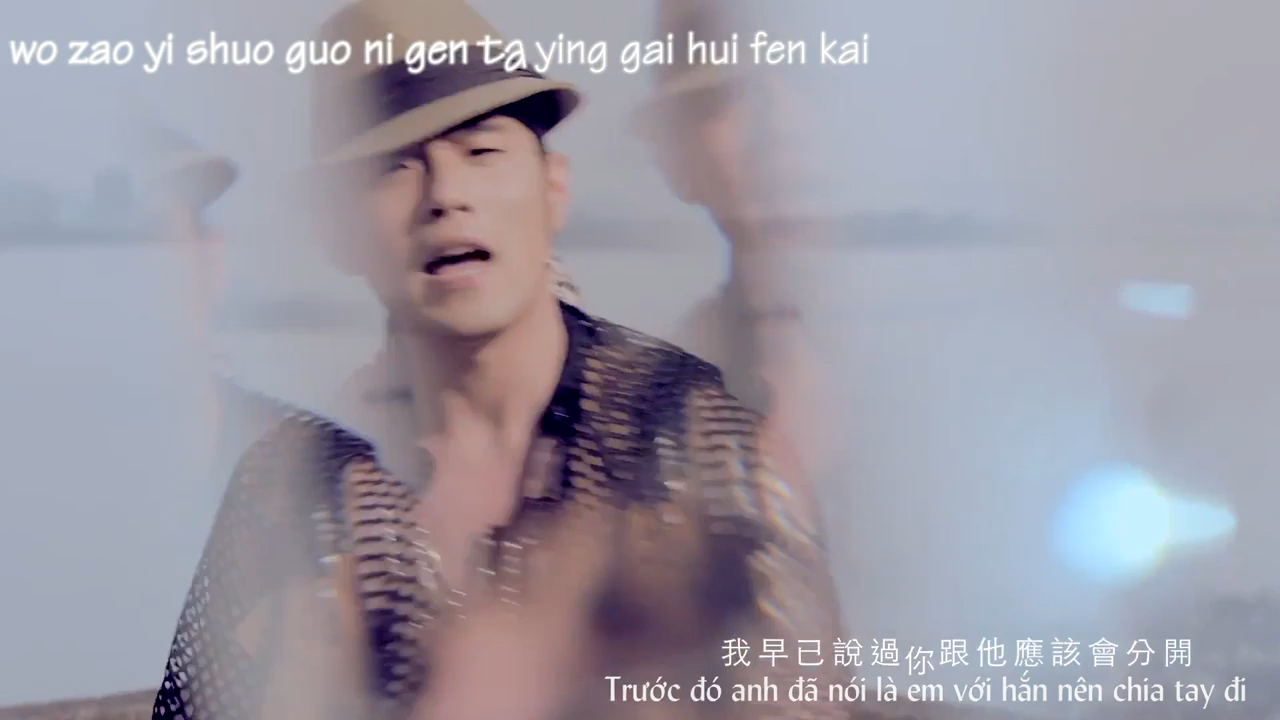 wo zao yi shuo guo ni gen ta ying gai hui fen kai
我早已說過你跟他應該會分開
Trước đó anh đã nói là em với hắn nên chia tay đi